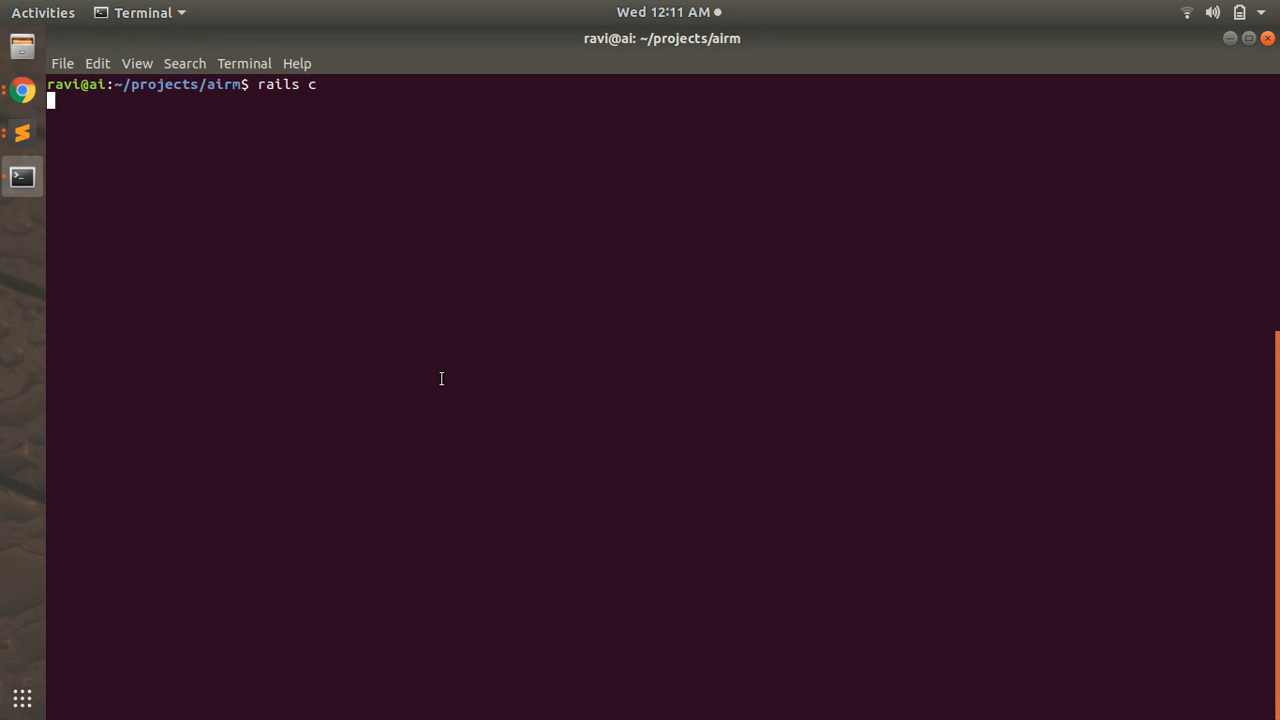 Activities Terminal Wed 12:11 AM
ravi@ai: ~/projects/airm
File Edit View Search Terminal Help
ravi@ai:~/projects/airm$ rails c